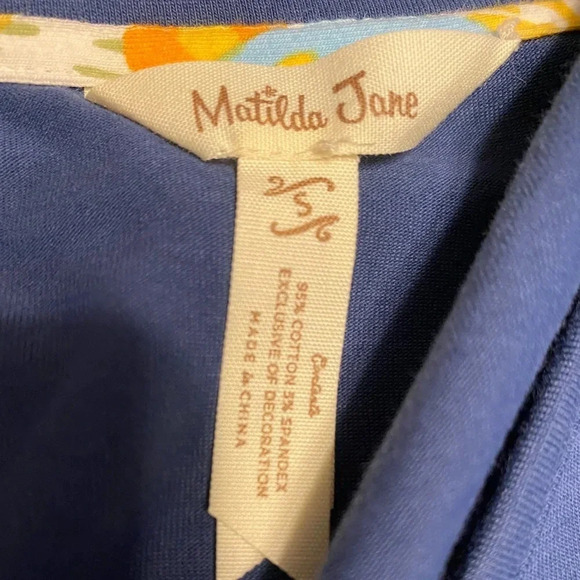 Matilda Jane
S
Contents
95% COTTON 5% SPANDEX
EXCLUSIVE OF DECORATION
MADE in CHINA